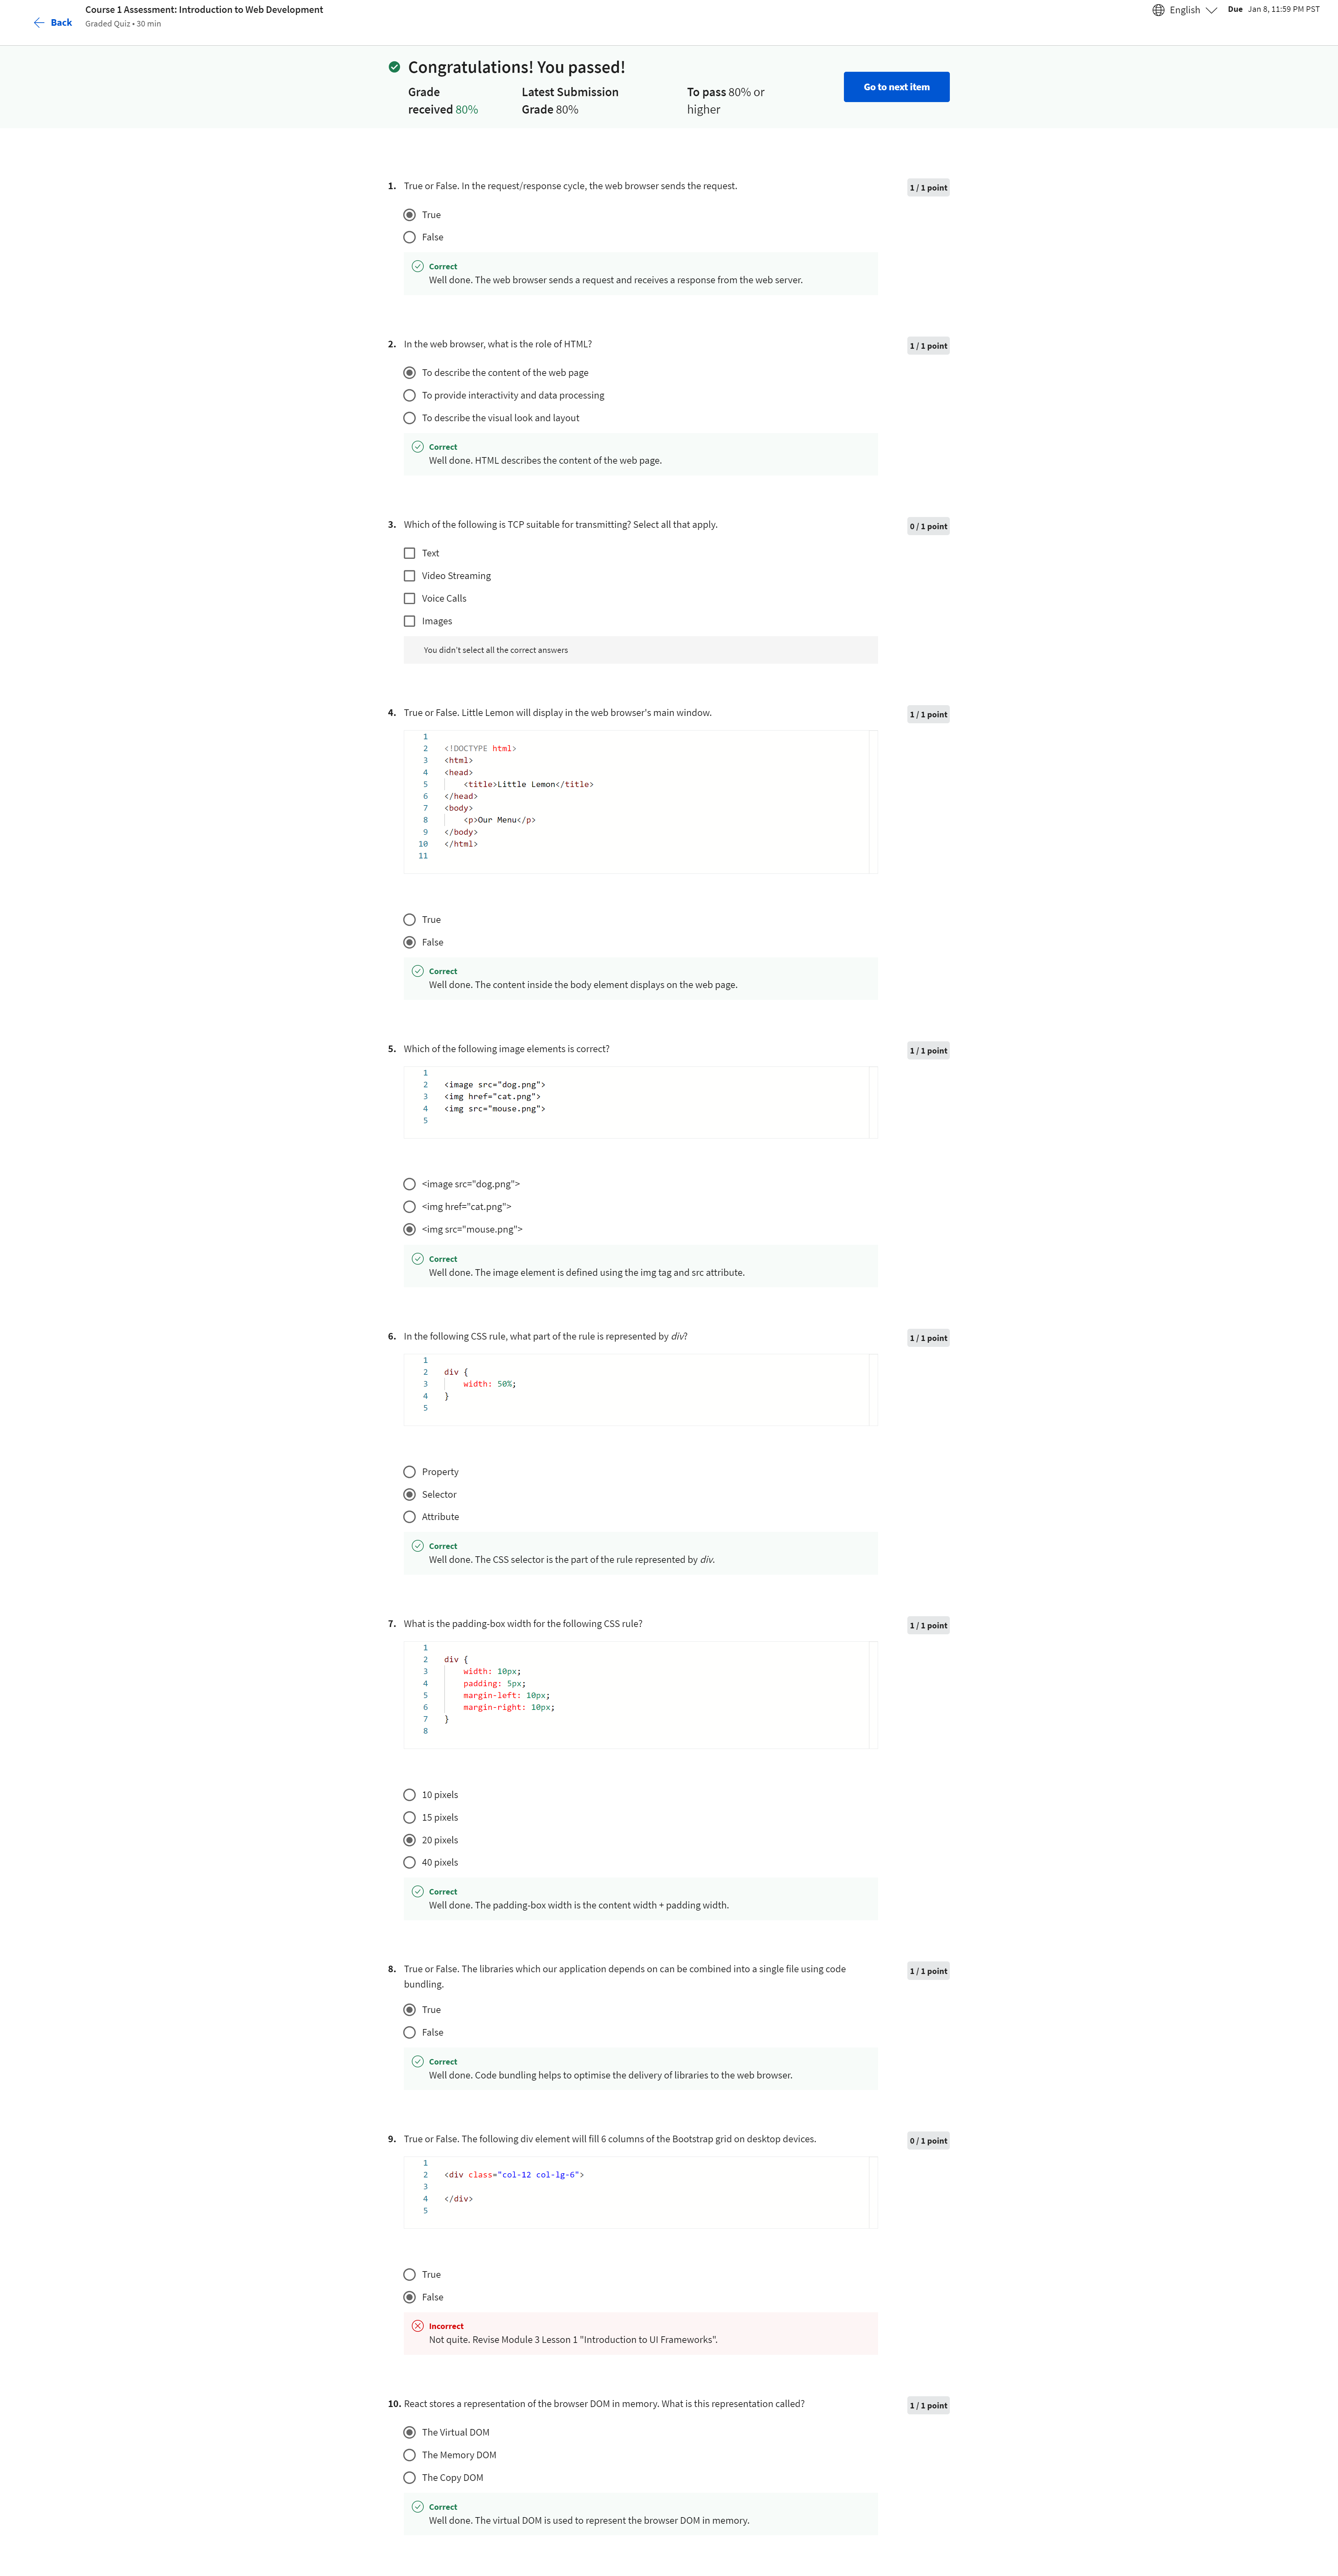 Back
Course 1 Assessment: Introduction to Web Development
Graded Quiz • 30 min
English
Due Jan 8, 11:59 PM PST
Congratulations! You passed!
Grade received 80%
Latest Submission Grade 80%
To pass 80% or higher
Go to next item
1. True or False. In the request/response cycle, the web browser sends the request.
1 / 1 point
True
False
Correct
Well done. The web browser sends a request and receives a response from the web server.
2. In the web browser, what is the role of HTML?
1 / 1 point
To describe the content of the web page
To provide interactivity and data processing
To describe the visual look and layout
Correct
Well done. HTML describes the content of the web page.
3. Which of the following is TCP suitable for transmitting? Select all that apply.
0 / 1 point
Text
Video Streaming
Voice Calls
Images
You didn't select all the correct answers
4. True or False. Little Lemon will display in the web browser's main window.
1 / 1 point
1
2 <!DOCTYPE html>
3 <html>
4 <head>
5 <title>Little Lemon</title>
6 </head>
7 <body>
8 <p>Our Menu</p>
9 </body>
10 </html>
11
True
False
Correct
Well done. The content inside the body element displays on the web page.
5. Which of the following image elements is correct?
1 / 1 point
1
2 <image src="dog.png">
3 <img href="cat.png">
4 <img src="mouse.png">
5
<image src="dog.png">
<img href="cat.png">
<img src="mouse.png">
Correct
Well done. The image element is defined using the img tag and src attribute.
6. In the following CSS rule, what part of the rule is represented by div?
1 / 1 point
1
2 div {
3 width: 50%;
4 }
5
Property
Selector
Attribute
Correct
Well done. The CSS selector is the part of the rule represented by div.
7. What is the padding-box width for the following CSS rule?
1 / 1 point
1
2 div {
3 width: 10px;
4 padding: 5px;
5 margin-left: 10px;
6 margin-right: 10px;
7 }
8
10 pixels
15 pixels
20 pixels
40 pixels
Correct
Well done. The padding-box width is the content width + padding width.
8. True or False. The libraries which our application depends on can be combined into a single file using code
bundling.
1 / 1 point
True
False
Correct
Well done. Code bundling helps to optimise the delivery of libraries to the web browser.
9. True or False. The following div element will fill 6 columns of the Bootstrap grid on desktop devices.
0 / 1 point
1
2 <div class="col-12 col-lg-6">
3
4 </div>
5
True
False
Incorrect
Not quite. Revise Module 3 Lesson 1 "Introduction to UI Frameworks".
10. React stores a representation of the browser DOM in memory. What is this representation called?
1 / 1 point
The Virtual DOM
The Memory DOM
The Copy DOM
Correct
Well done. The virtual DOM is used to represent the browser DOM in memory.